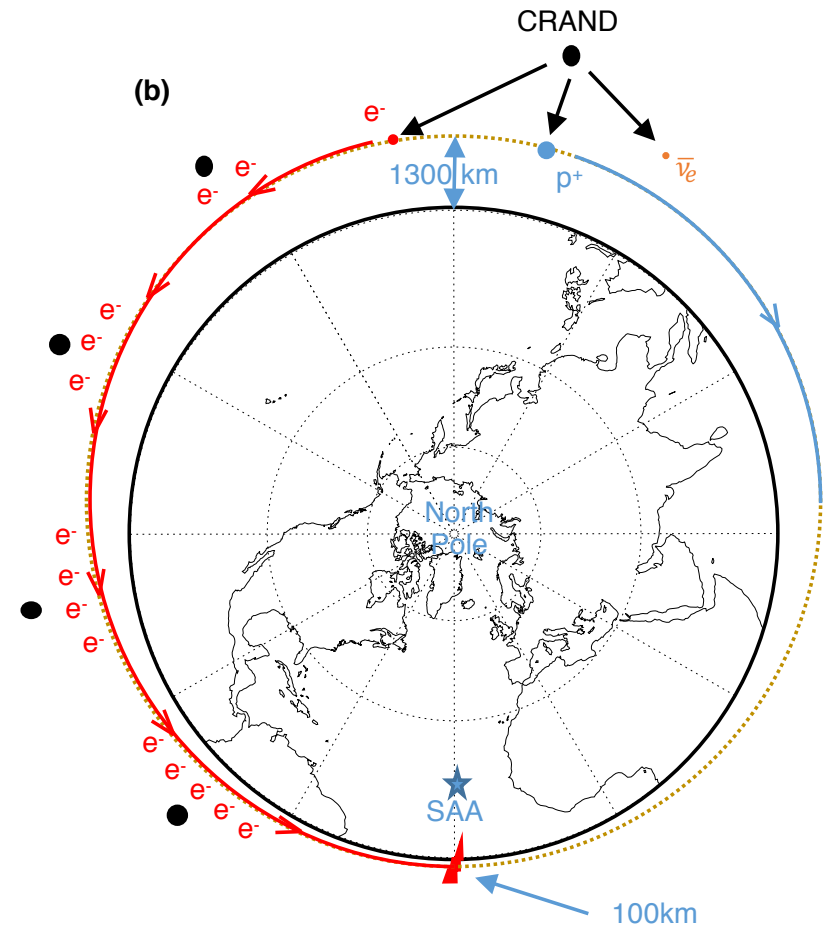 CRAND
(b)
e-
1300 km
p+
ν̅e
e-
e-
e-
e-
e-
North
Pole
e-
e-
e-
e-
e-
e-
e-
e-
e-
SAA
100km